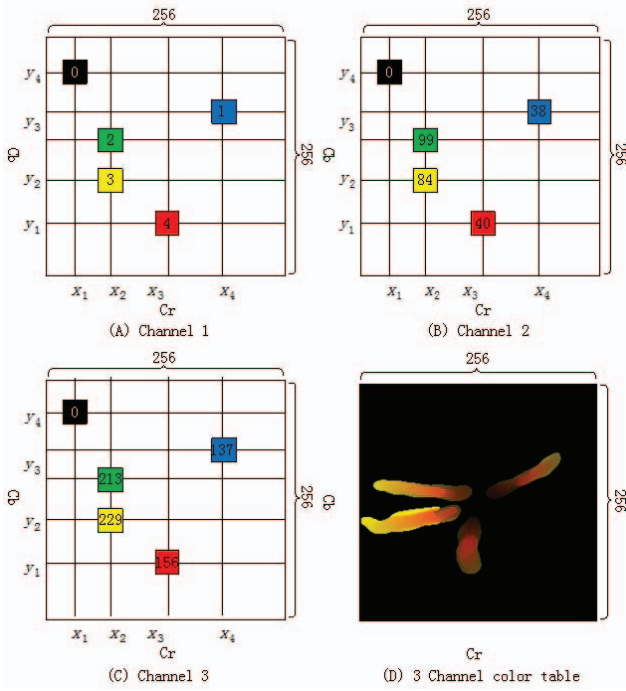 256
256
y4
0
0
y4
1
38
y3
y3
2
99
Cb
256
Cb
256
y2
3
84
y2
y1
4
40
y1
x1 x2 x3 x4
x1 x2 x3 x4
Cr
Cr
(A) Channel 1
(B) Channel 2
256
256
y4
0
137
y3
213
Cb
256
Cb
256
y2
229
y1
156
x1 x2 x3 x4
Cr
Cr
(C) Channel 3
(D) 3 Channel color table